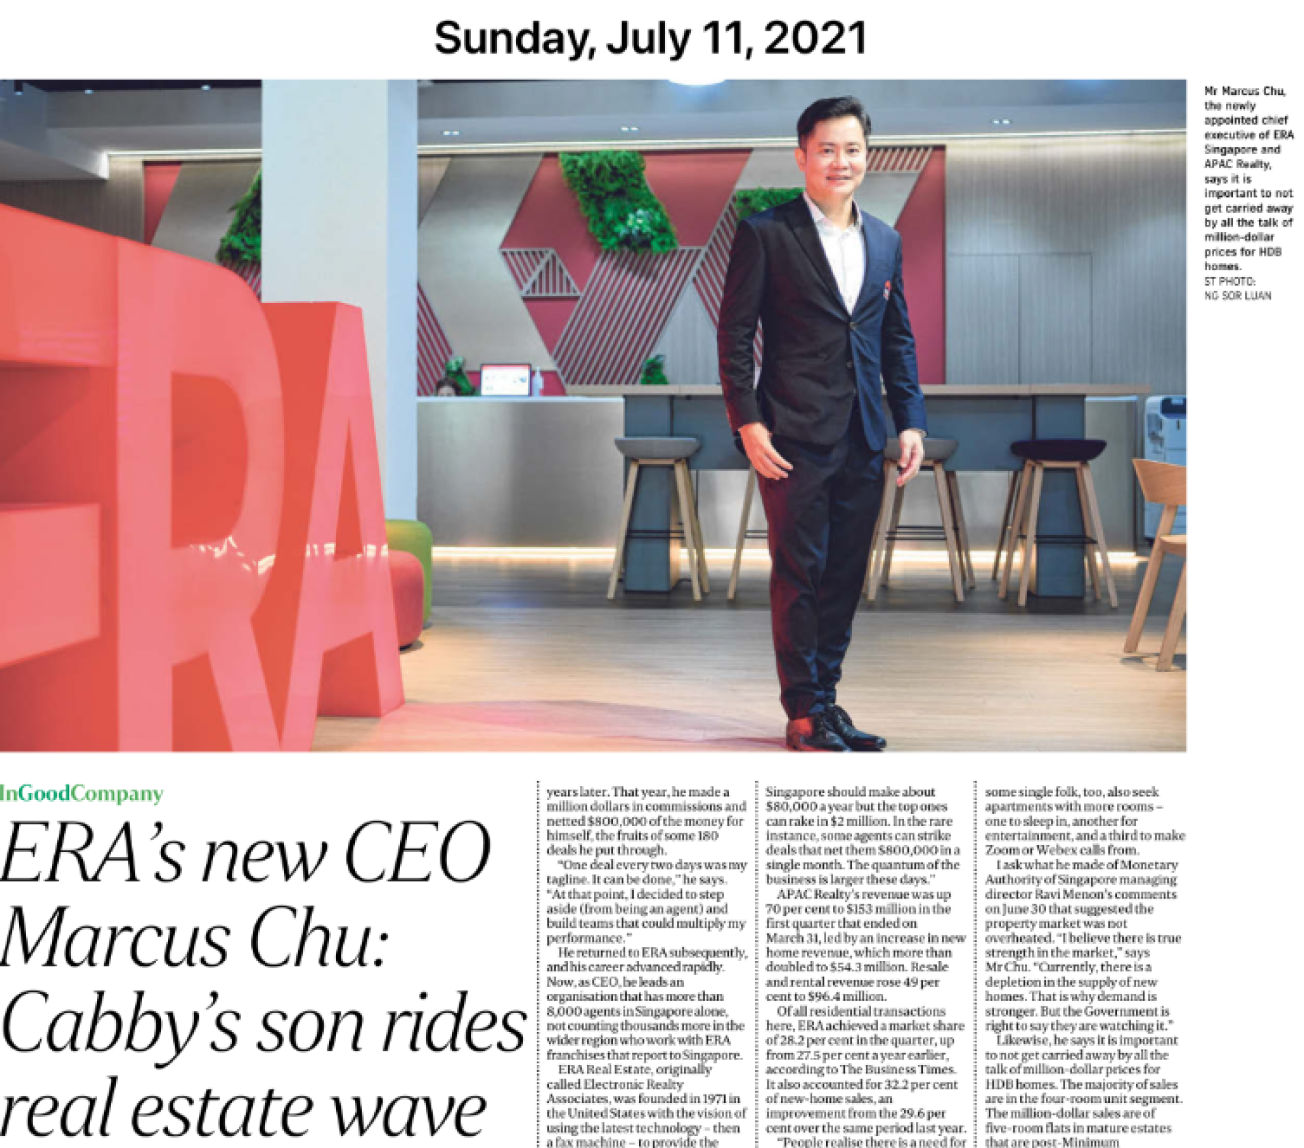 Sunday, July 11, 2021
Mr Marcus Chu,
the newly
appointed chief
executive of ERA
Singapore and
APAC Realty,
says it is
important to not
get carried away
by all the talk of
million-dollar
prices for HDB
homes.
ST PHOTO:
NG SOR LUAN
ERA
InGoodCompany
ERA's new CEO
Marcus Chu:
Cabby's son rides
real estate wave
years later. That year, he made a
million dollars in commissions and
netted $800,000 of the money for
himself, the fruits of some 180
deals he put through.
"One deal every two days was my
tagline. It can be done," he says.
"At that point, I decided to step
aside (from being an agent) and
build teams that could multiply my
performance."
He returned to ERA subsequently,
and his career advanced rapidly.
Now, as CEO, he leads an
organisation that has more than
8,000 agents in Singapore alone,
not counting thousands more in the
wider region who work with ERA
franchises that report to Singapore.
ERA Real Estate, originally
called Electronic Realty
Associates, was founded in 1971 in
the United States with the vision of
using the latest technology – then
a fax machine – to provide the
Singapore should make about
$80,000 a year but the top ones
can rake in $2 million. In the rare
instance, some agents can strike
deals that net them $800,000 in a
single month. The quantum of the
business is larger these days."
APAC Realty's revenue was up
70 per cent to $153 million in the
first quarter that ended on
March 31, led by an increase in new
home revenue, which more than
doubled to $54.3 million. Resale
and rental revenue rose 49 per
cent to $96.4 million.
Of all residential transactions
here, ERA achieved a market share
of 28.2 per cent in the quarter, up
from 27.5 per cent a year earlier,
according to The Business Times.
It also accounted for 32.2 per cent
of new-home sales, an
improvement from the 29.6 per
cent over the same period last year.
"People realise there is a need for
some single folk, too, also seek
apartments with more rooms –
one to sleep in, another for
entertainment, and a third to make
Zoom or Webex calls from.
I ask what he made of Monetary
Authority of Singapore managing
director Ravi Menon's comments
on June 30 that suggested the
property market was not
overheated. "I believe there is true
strength in the market," says
Mr Chu. "Currently, there is a
depletion in the supply of new
homes. That is why demand is
stronger. But the Government is
right to say they are watching it."
Likewise, he says it is important
to not get carried away by all the
talk of million-dollar prices for
HDB homes. The majority of sales
are in the four-room unit segment.
The million-dollar sales are of
five-room flats in mature estates
that are post-Minimum